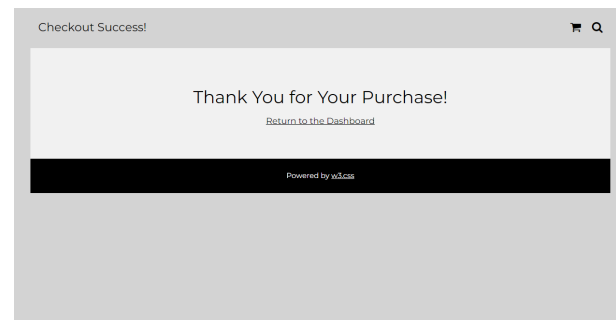 Checkout Success!
Thank You for Your Purchase!
Return to the Dashboard
Powered by w3.css